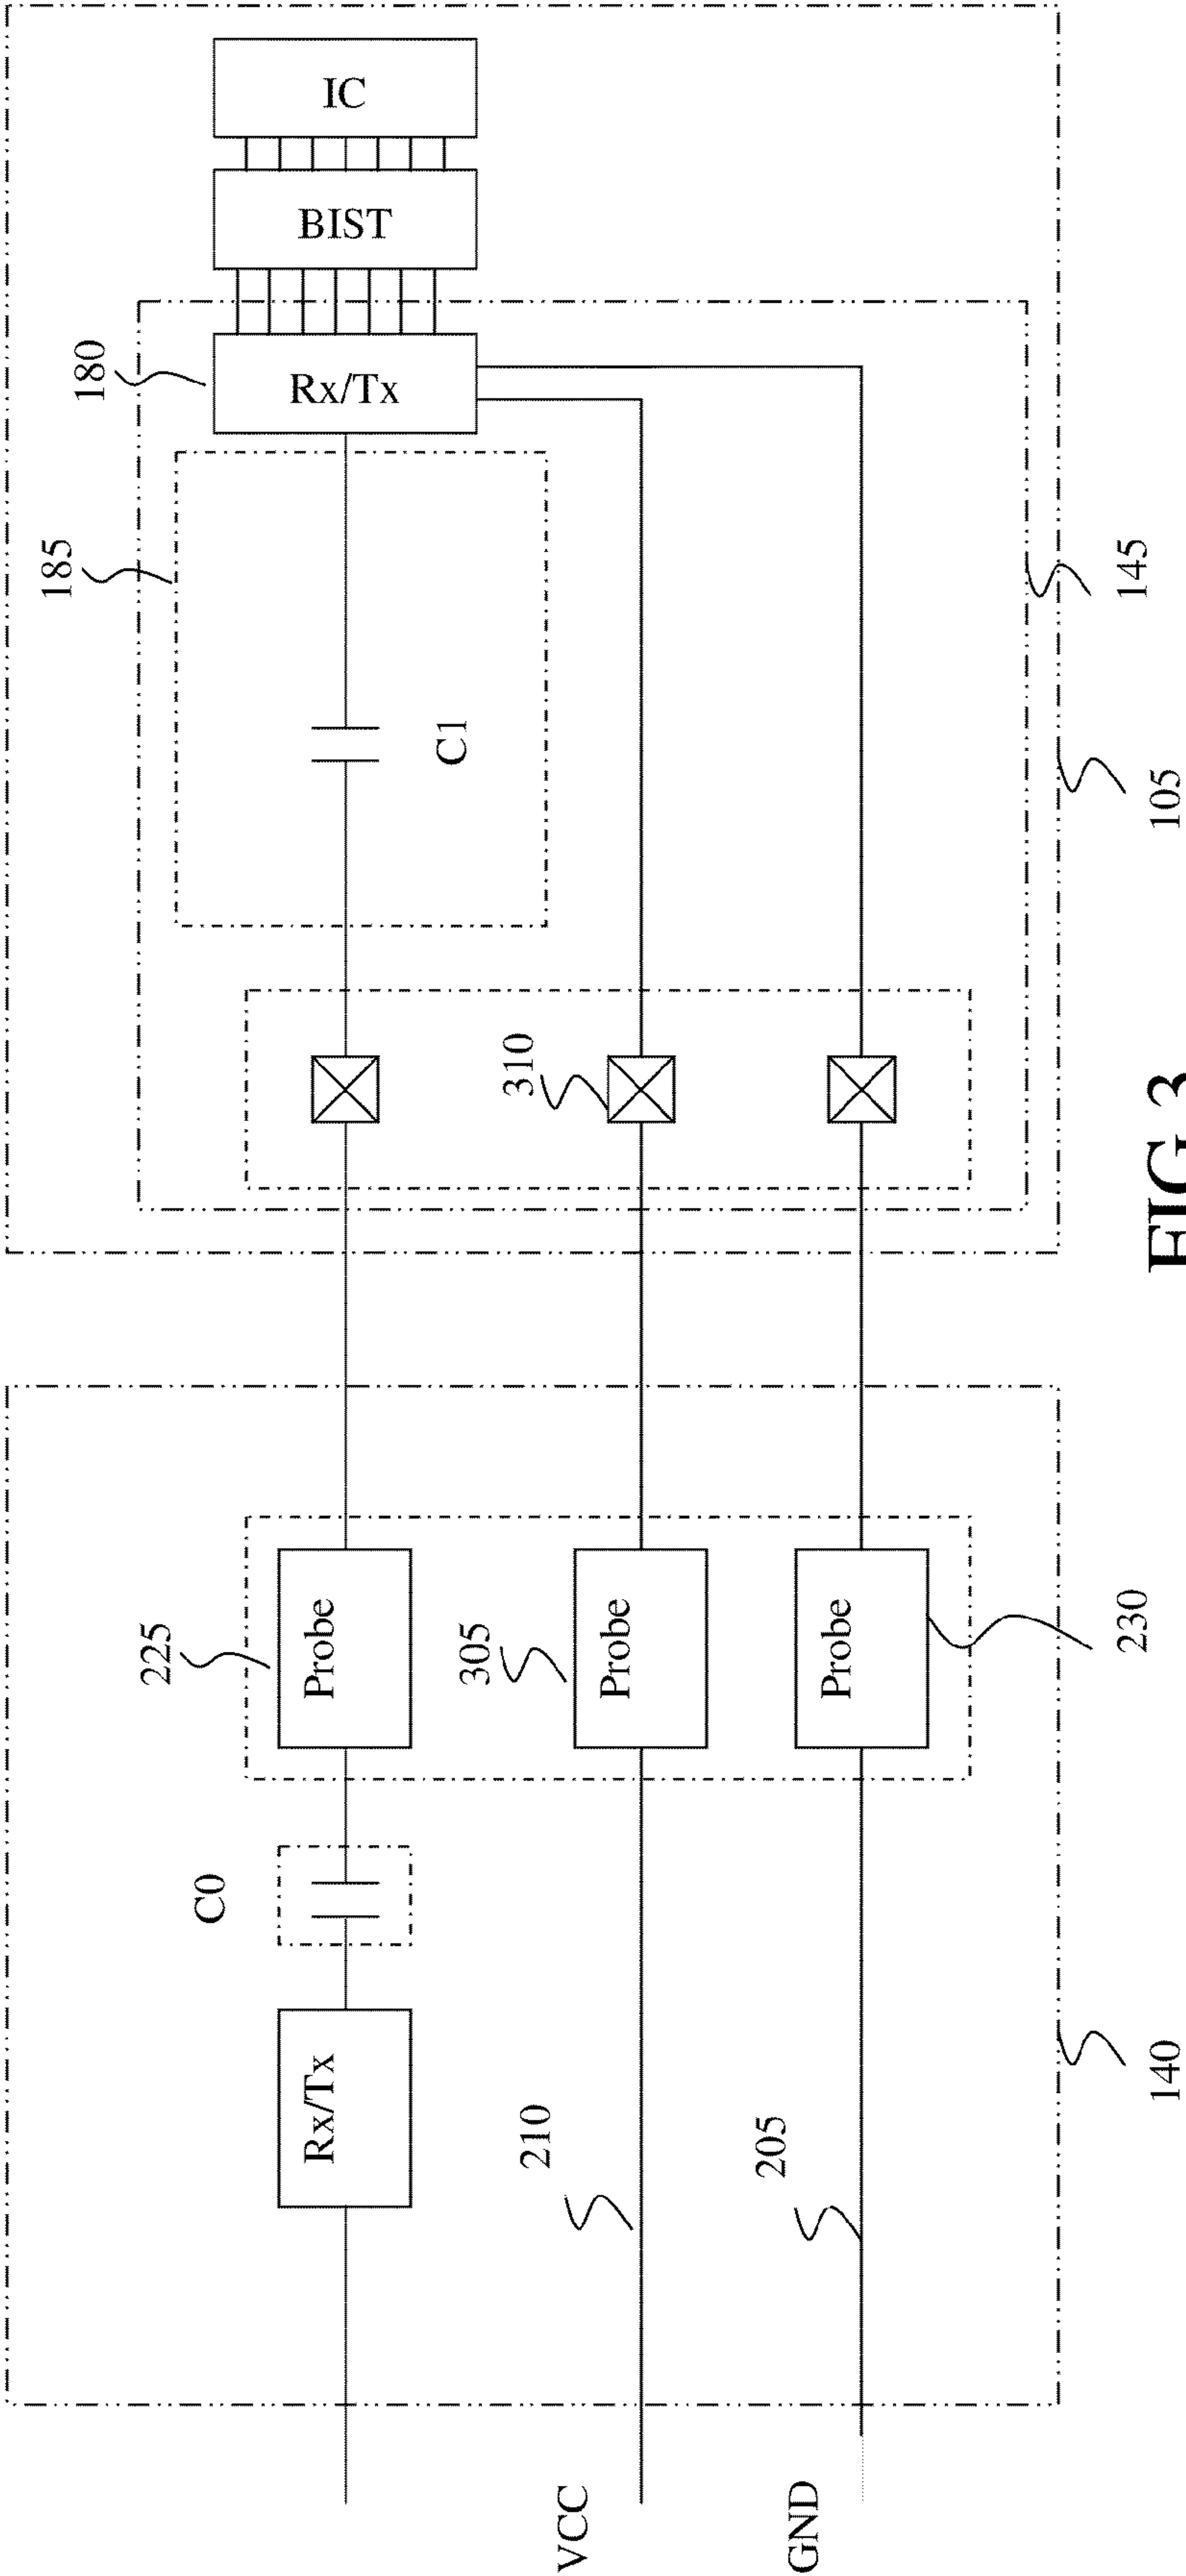 IC
BIST
180
Rx/Tx
185
C1
145
105
310
FIG 3
225
Probe
305
Probe
Probe
230
C0
Rx/Tx
210
205
140
VCC
GND